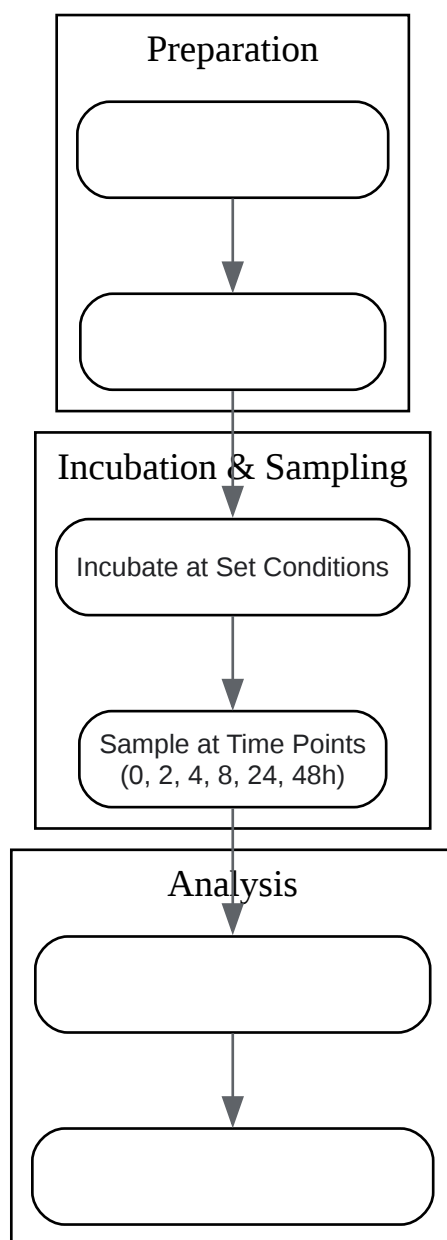 Preparation
Incubation & Sampling
Incubate at Set Conditions
Sample at Time Points
(0, 2, 4, 8, 24, 48h)
Analysis